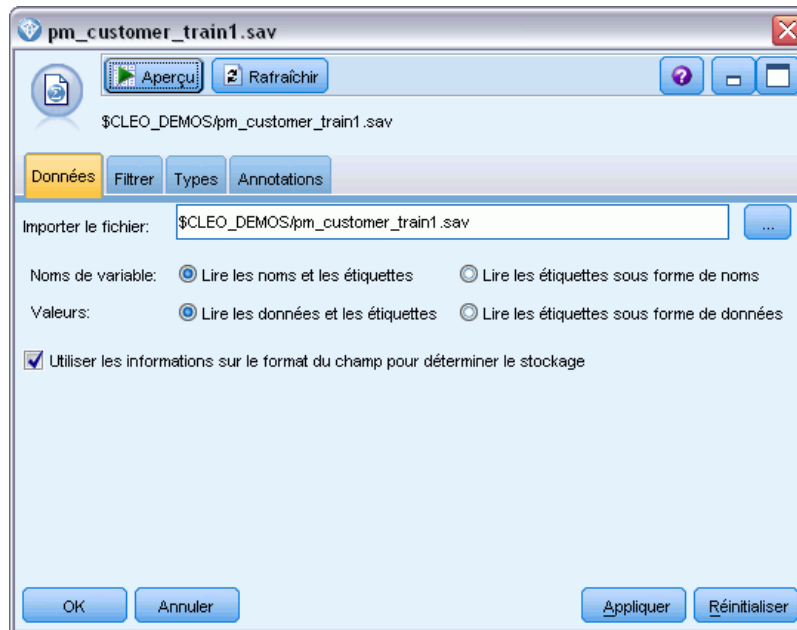 pm_customer_train1.sav
Aperçu Rafraîchir ?
$CLEO_DEMOS/pm_customer_train1.sav
Données Filtrer Types Annotations
Importer le fichier: $CLEO_DEMOS/pm_customer_train1.sav ...
Noms de variable: Lire les noms et les étiquettes Lire les étiquettes sous forme de noms
Valeurs: Lire les données et les étiquettes Lire les étiquettes sous forme de données
Utiliser les informations sur le format du champ pour déterminer le stockage
OK Annuler Appliquer Réinitialiser